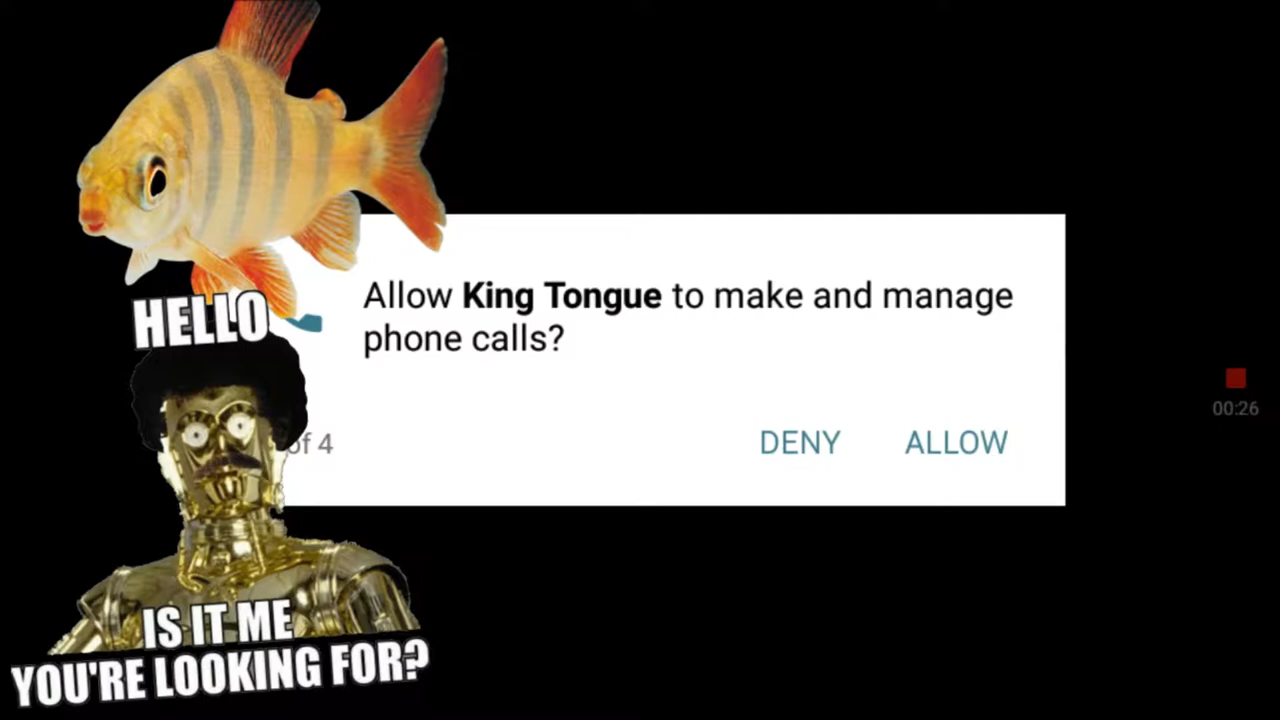 Allow King Tongue to make and manage
phone calls?
of 4
DENY
ALLOW
00:26
HELLO
IS IT ME
YOU'RE LOOKING FOR?